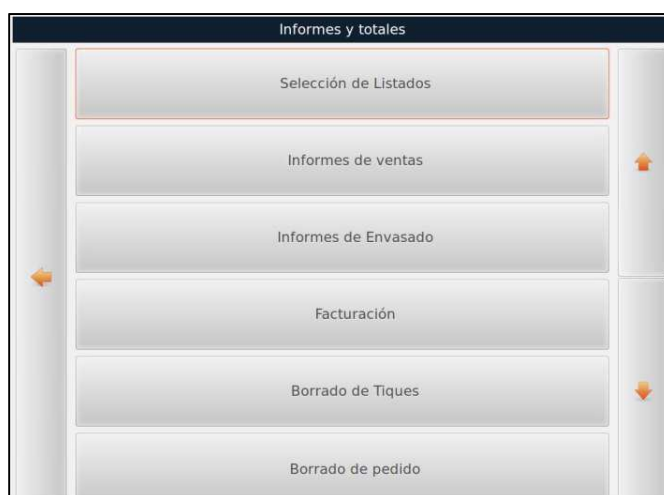 Informes y totales
Selección de Listados
Informes de ventas
Informes de Envasado
Facturación
Borrado de Tiques
Borrado de pedido